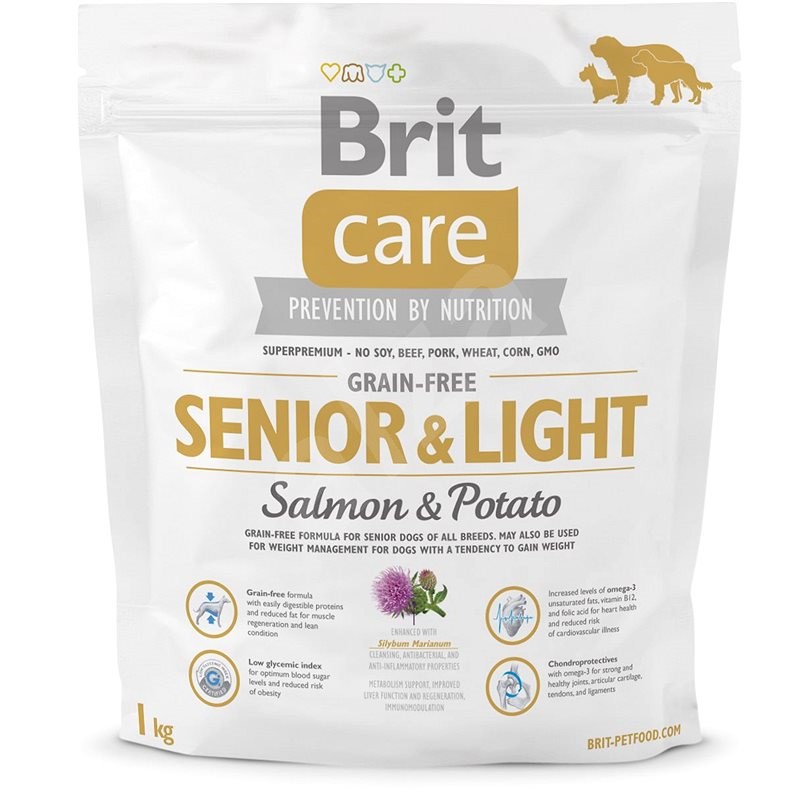 Brit
care
PREVENTION BY NUTRITION
SUPERPREMIUM - NO SOY, BEEF, PORK, WHEAT, CORN, GMO
GRAIN-FREE
SENIOR & LIGHT
Salmon & Potato
GRAIN-FREE FORMULA FOR SENIOR DOGS OF ALL BREEDS. MAY ALSO BE USED
FOR WEIGHT MANAGEMENT FOR DOGS WITH A TENDENCY TO GAIN WEIGHT
Grain-free formula
with easily digestible proteins
and reduced fat for muscle
regeneration and lean
condition
Low glycemic index
for optimum blood sugar
levels and reduced risk
of obesity
ENHANCED WITH
Silybum Marianum
CLEANSING, ANTIBACTERIAL, AND
ANTI-INFLAMMATORY PROPERTIES
METABOLISM SUPPORT, IMPROVED
LIVER FUNCTION AND REGENERATION,
IMMUNOMODULATION
Increased levels of omega-3
unsaturated fats, vitamin B12,
and folic acid for heart health
and reduced risk
of cardiovascular illness
Chondroprotectives
with omega-3 for strong and
healthy joints, articular cartilage,
tendons, and ligaments
1 kg
BRIT-PETFOOD.COM